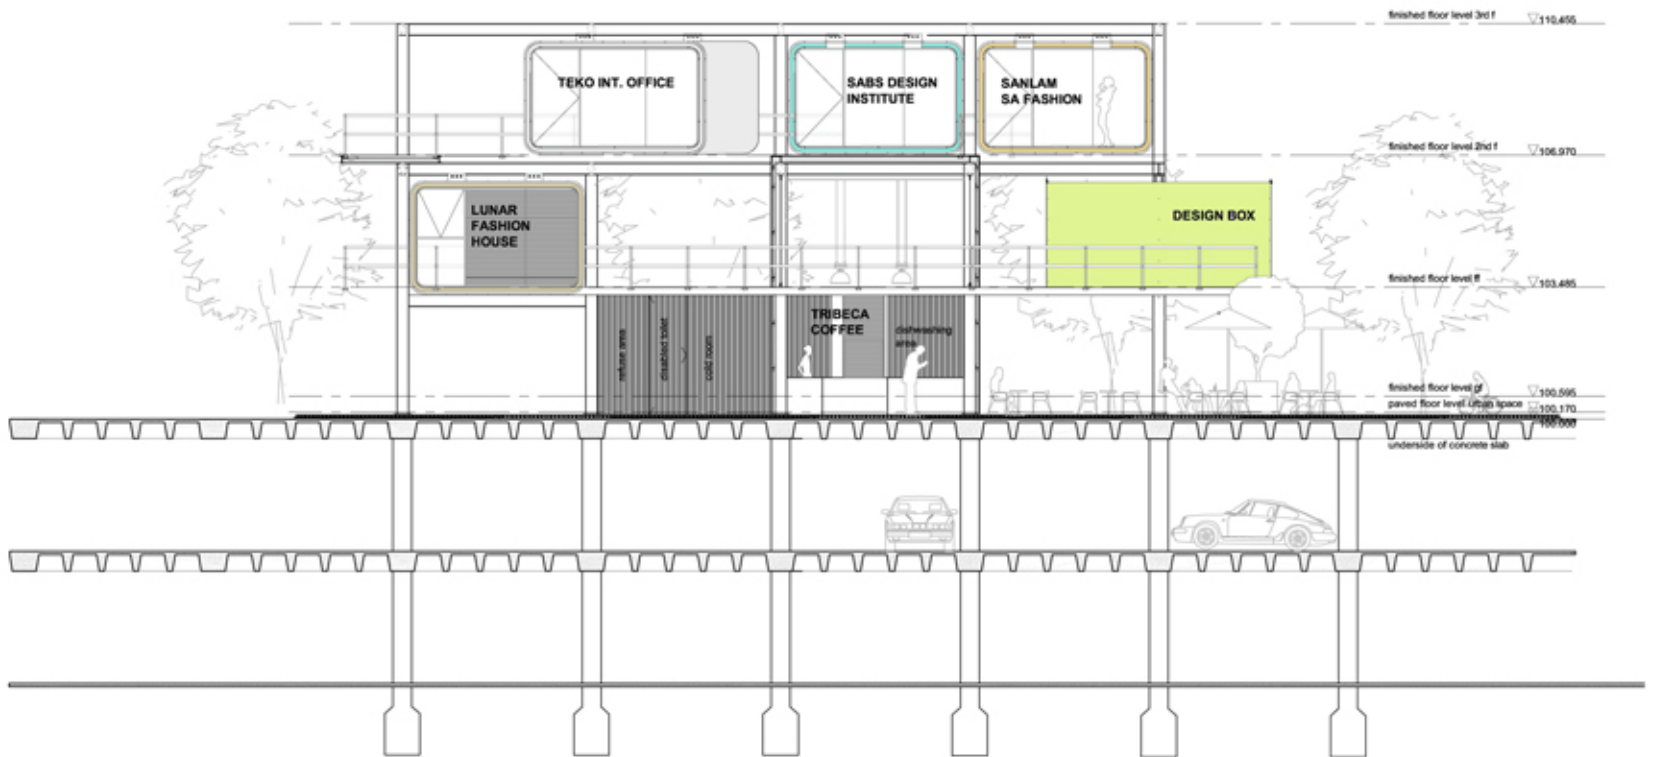 finished floor level 3rd f
110,455
TEKO INT. OFFICE
SABS DESIGN
INSTITUTE
SANLAM
SA FASHION
finished floor level 2nd f
106,970
LUNAR
FASHION
HOUSE
DESIGN BOX
finished floor level ff
103,485
refuse area
disabled toilet
cold room
TRIBECA
COFFEE
dishwashing
area
finished floor level gf
100,595
paved floor level urban space
100,170
100,000
underside of concrete slab